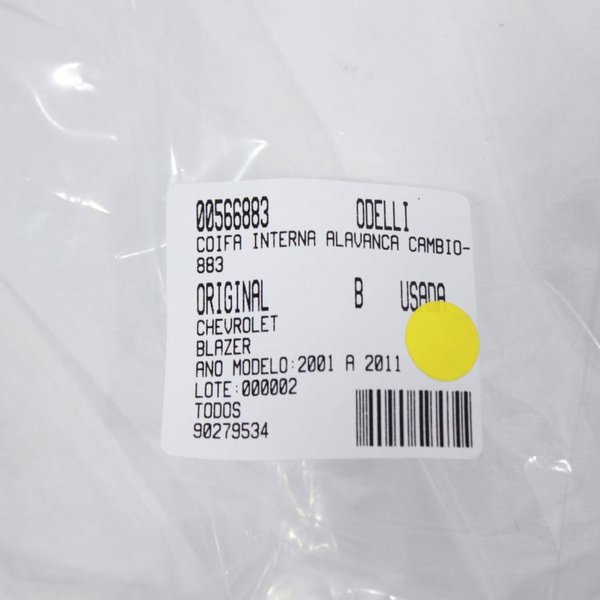 00566883 ODELLI
COIFA INTERNA ALAVANCA CAMBIO-
883
ORIGINAL B USADA
CHEVROLET
BLAZER
ANO MODELO:2001 A 2011
LOTE:000002
TODOS
90279534